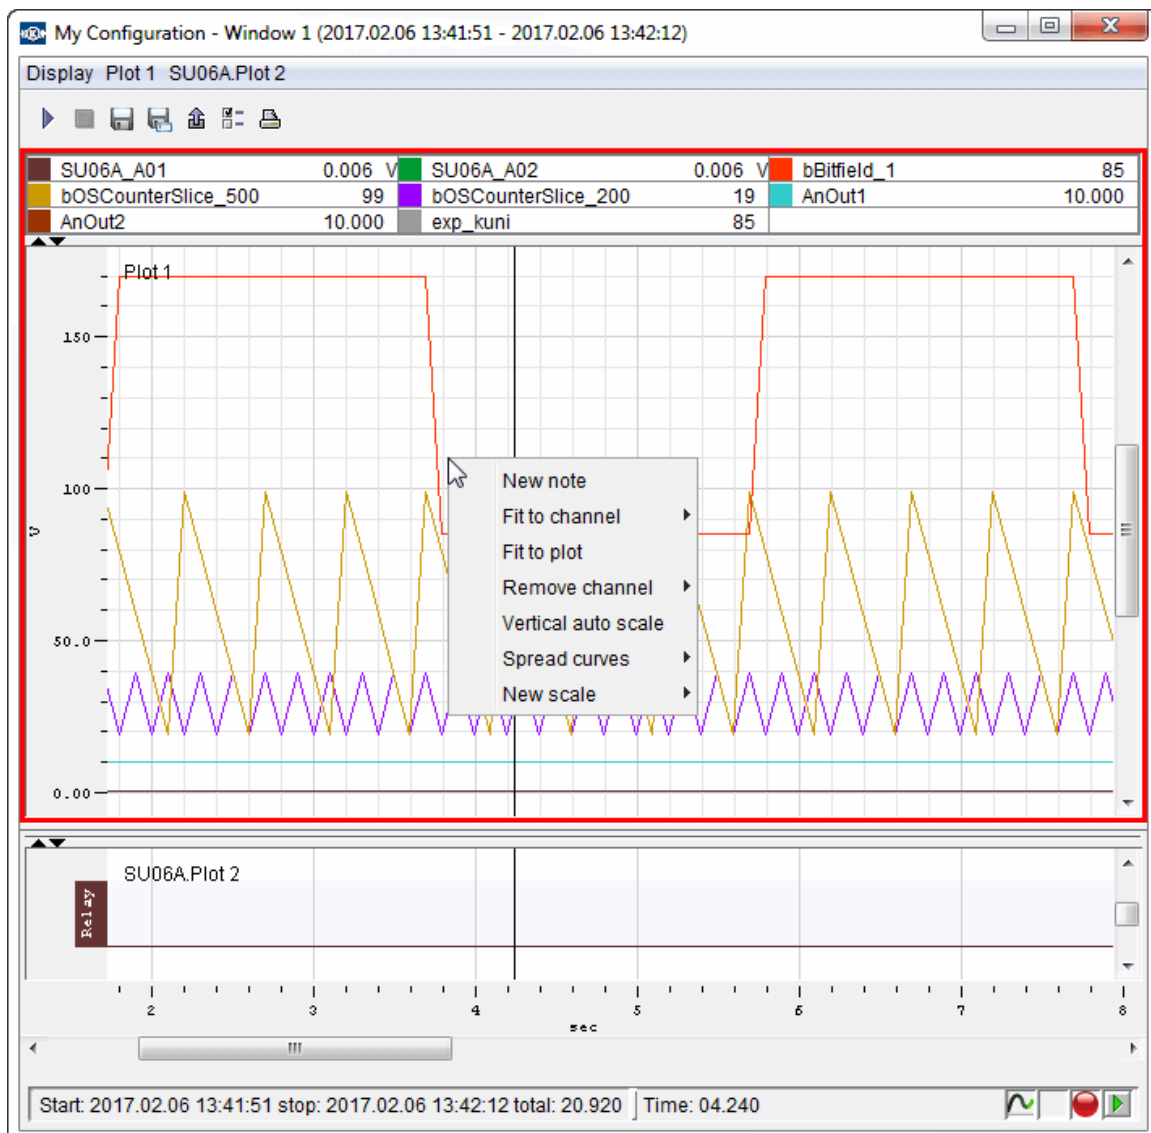 My Configuration - Window 1 (2017.02.06 13:41:51 - 2017.02.06 13:42:12)
Display Plot 1 SU06A.Plot 2
SU06A_A01 0.006 V SU06A_A02 0.006 V bBitfield_1 85
bOSCounterSlice_500 99 bOSCounterSlice_200 19 AnOut1 10.000
AnOut2 10.000 exp_kuni 85
Plot 1
150
New note
100
Fit to channel
V
Fit to plot
Remove channel
Vertical auto scale
50.0
Spread curves
New scale
0.00
SU06A.Plot 2
Relay
2 3 4 5 6 7 8
sec
Start: 2017.02.06 13:41:51 stop: 2017.02.06 13:42:12 total: 20.920 Time: 04.240